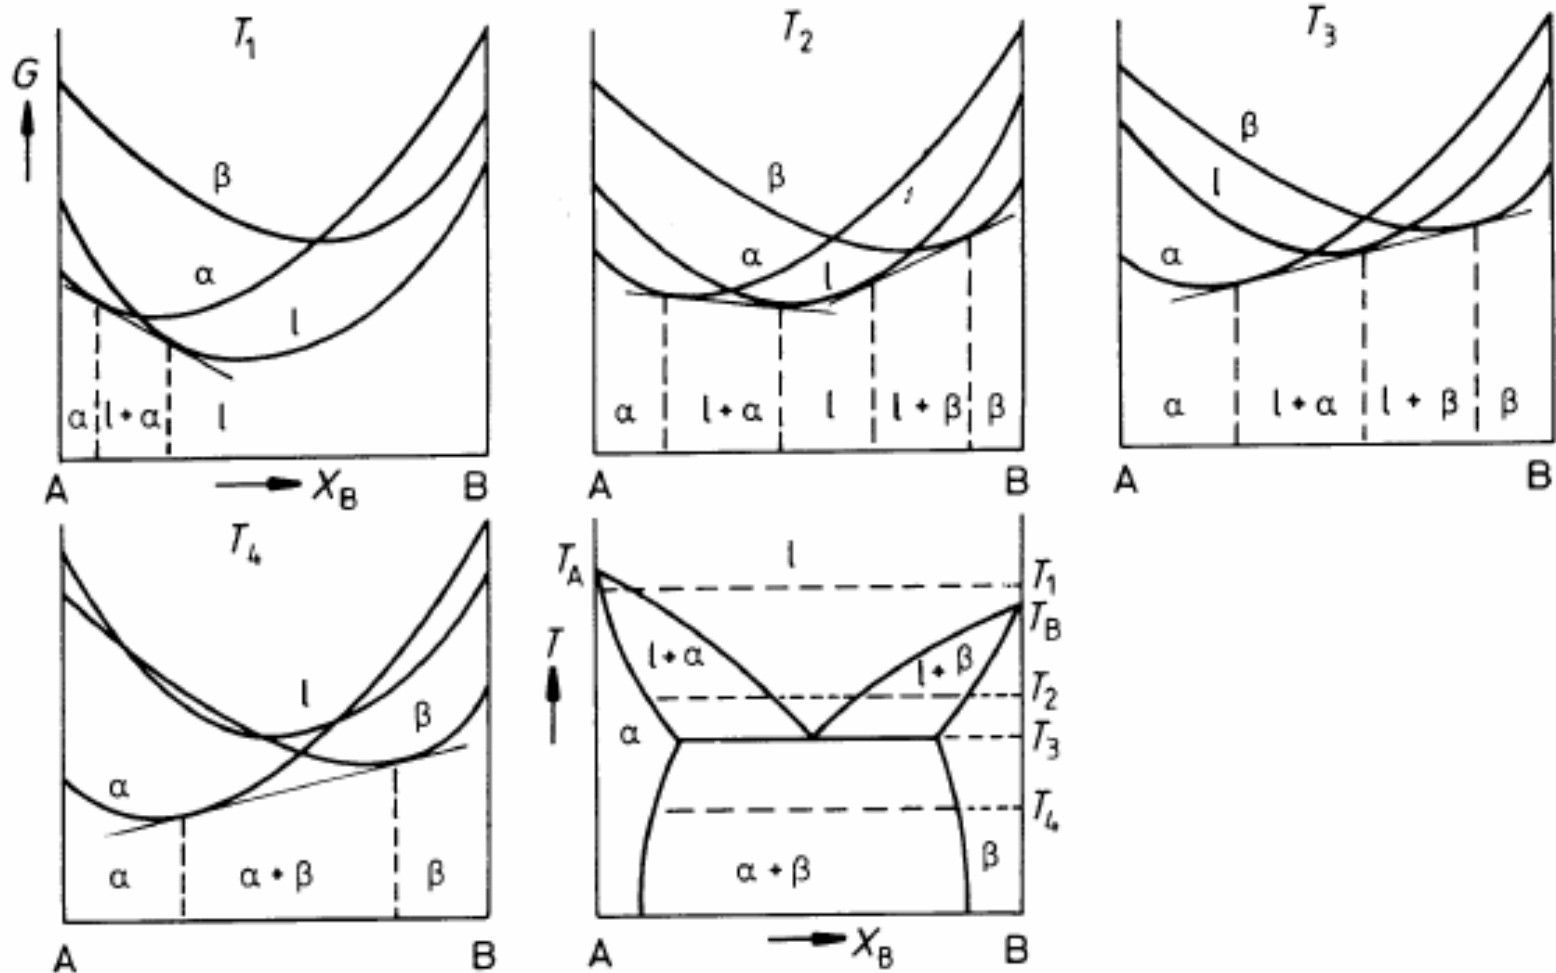 T₁
G
β
α
l
α l+α l
A → X_B B
T₂
β
α
l
α l+α l l+β β
A B
T₃
β
l
α
α l+α l+β β
A B
T₄
l
β
α
α α+β β
A B
T_A
l
T₁
T_B
T
l+α l+β
T₂
α
T₃
T₄
α+β β
A → X_B B